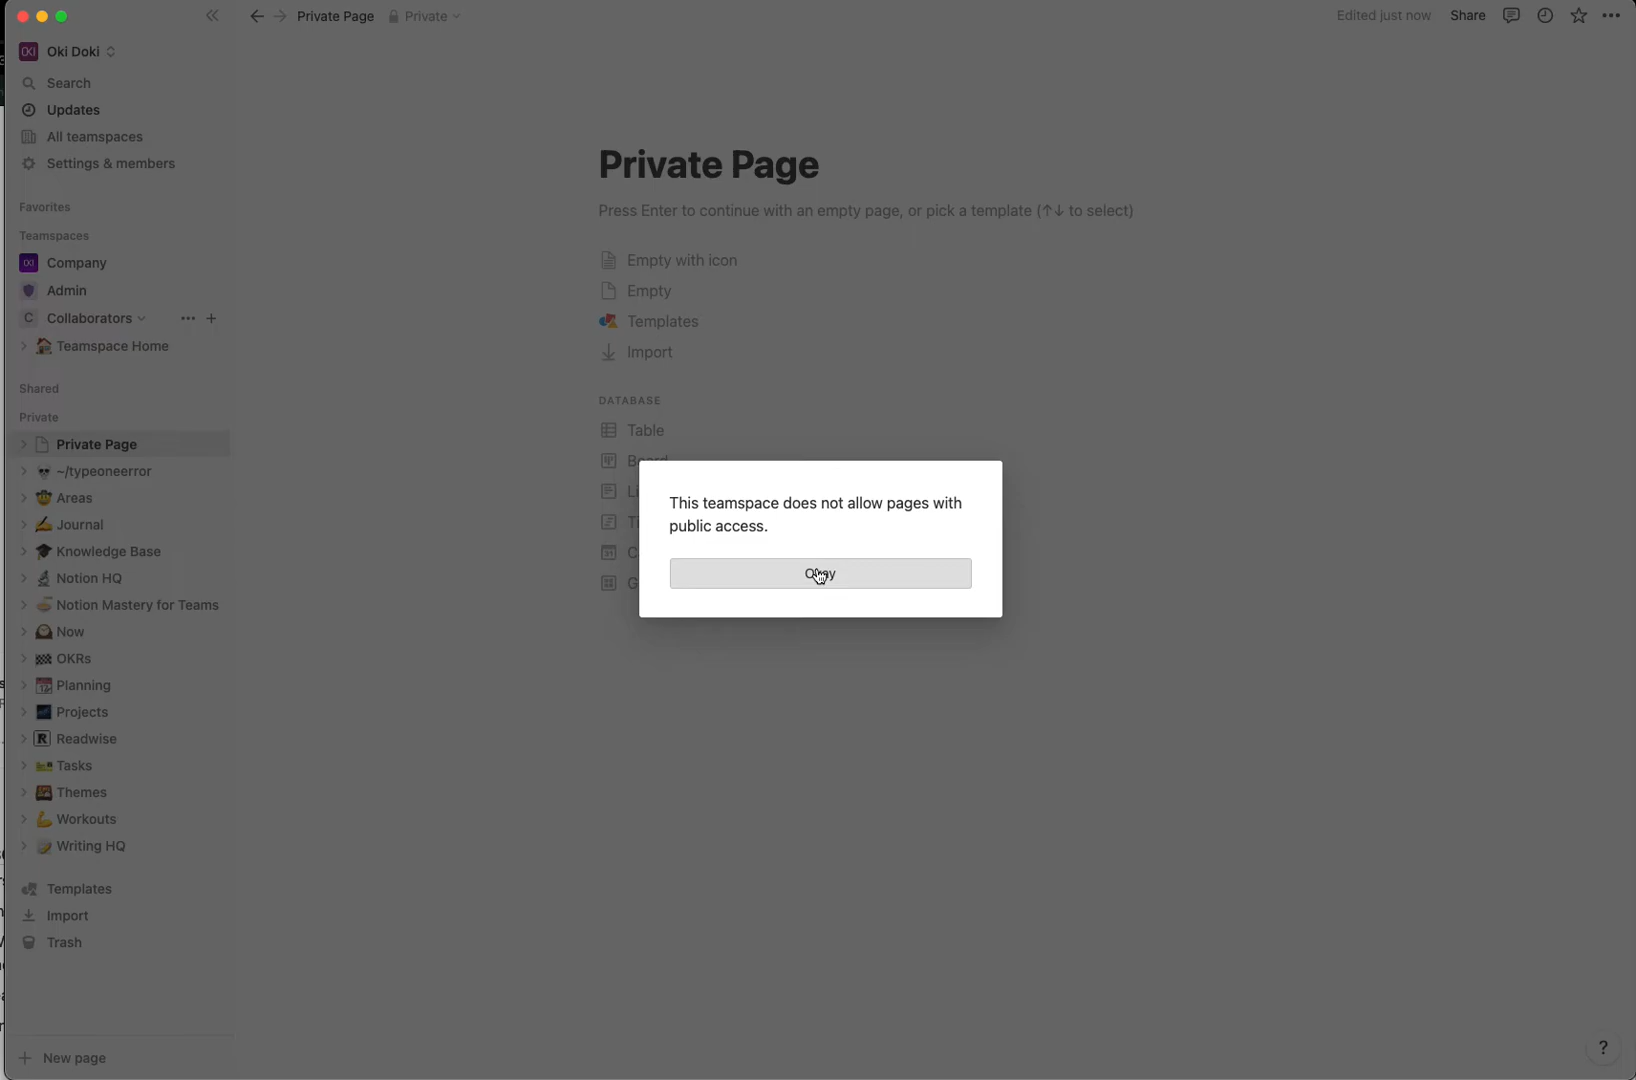 Private Page
Private
Edited just now
Share
Oki Doki
Search
Updates
All teamspaces
Settings & members
Favorites
Teamspaces
Company
Admin
C Collaborators
Teamspace Home
Shared
Private
Private Page
~/typeoneerror
Areas
Journal
Knowledge Base
Notion HQ
Notion Mastery for Teams
Now
OKRs
Planning
Projects
R Readwise
Tasks
Themes
Workouts
Writing HQ
Templates
Import
Trash
New page
Private Page
Press Enter to continue with an empty page, or pick a template (↑↓ to select)
Empty with icon
Empty
Templates
Import
DATABASE
Table
This teamspace does not allow pages with
public access.
?